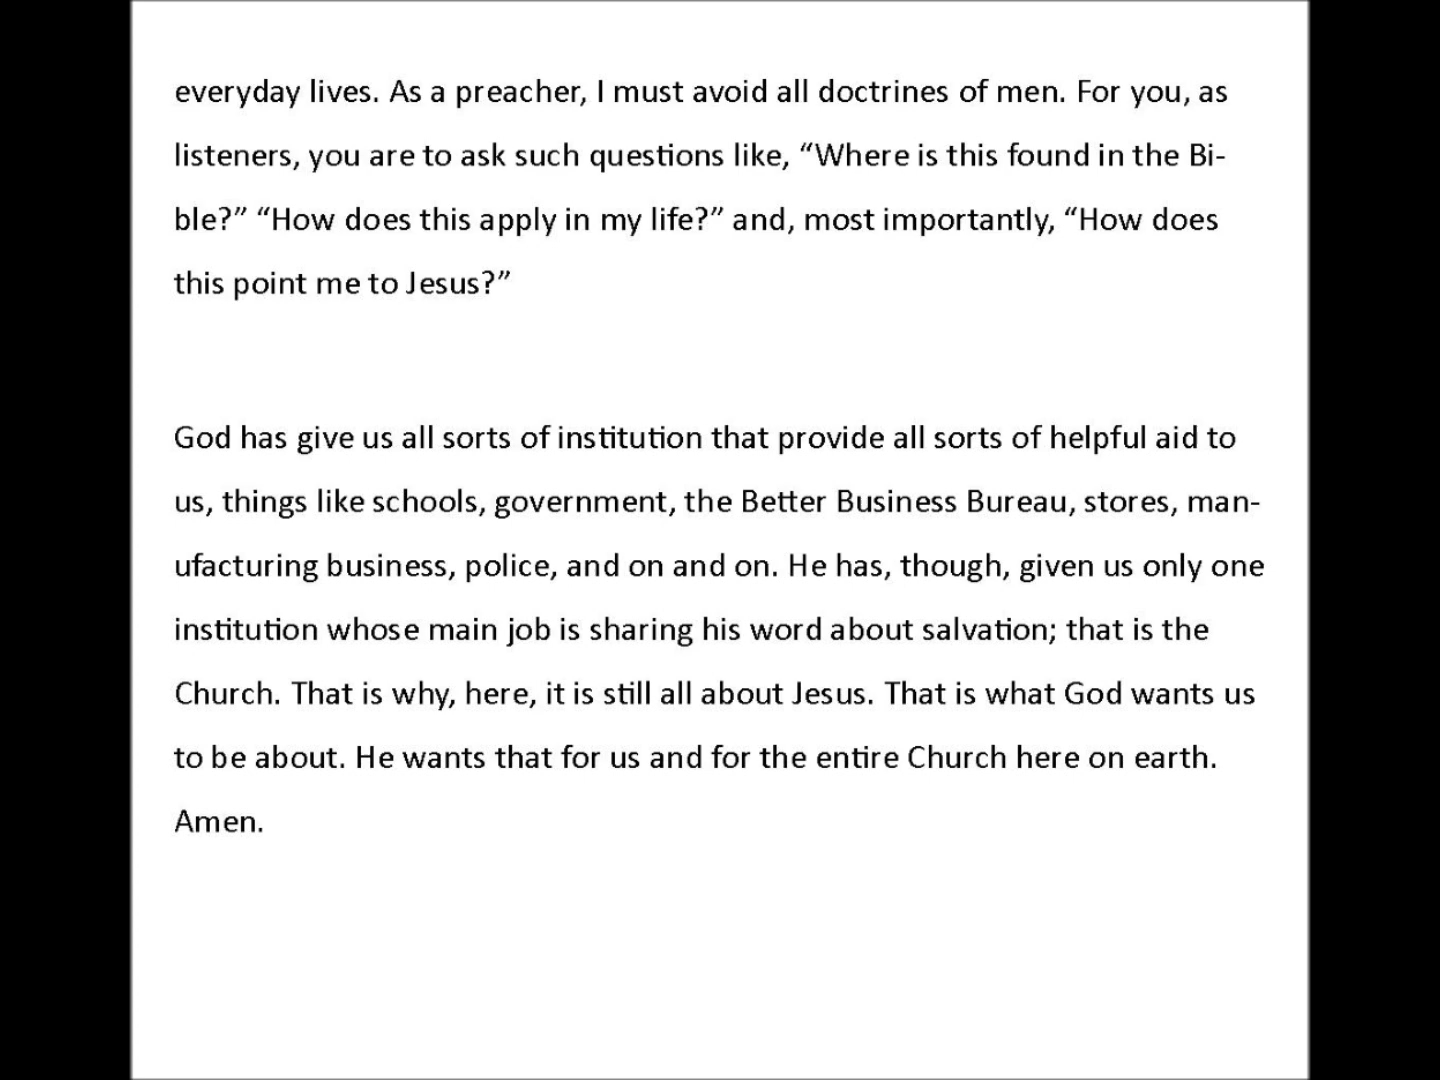 everyday lives. As a preacher, I must avoid all doctrines of men. For you, as
listeners, you are to ask such questions like, “Where is this found in the Bi-
ble?” “How does this apply in my life?” and, most importantly, “How does
this point me to Jesus?”
God has give us all sorts of institution that provide all sorts of helpful aid to
us, things like schools, government, the Better Business Bureau, stores, man-
ufacturing business, police, and on and on. He has, though, given us only one
institution whose main job is sharing his word about salvation; that is the
Church. That is why, here, it is still all about Jesus. That is what God wants us
to be about. He wants that for us and for the entire Church here on earth.
Amen.